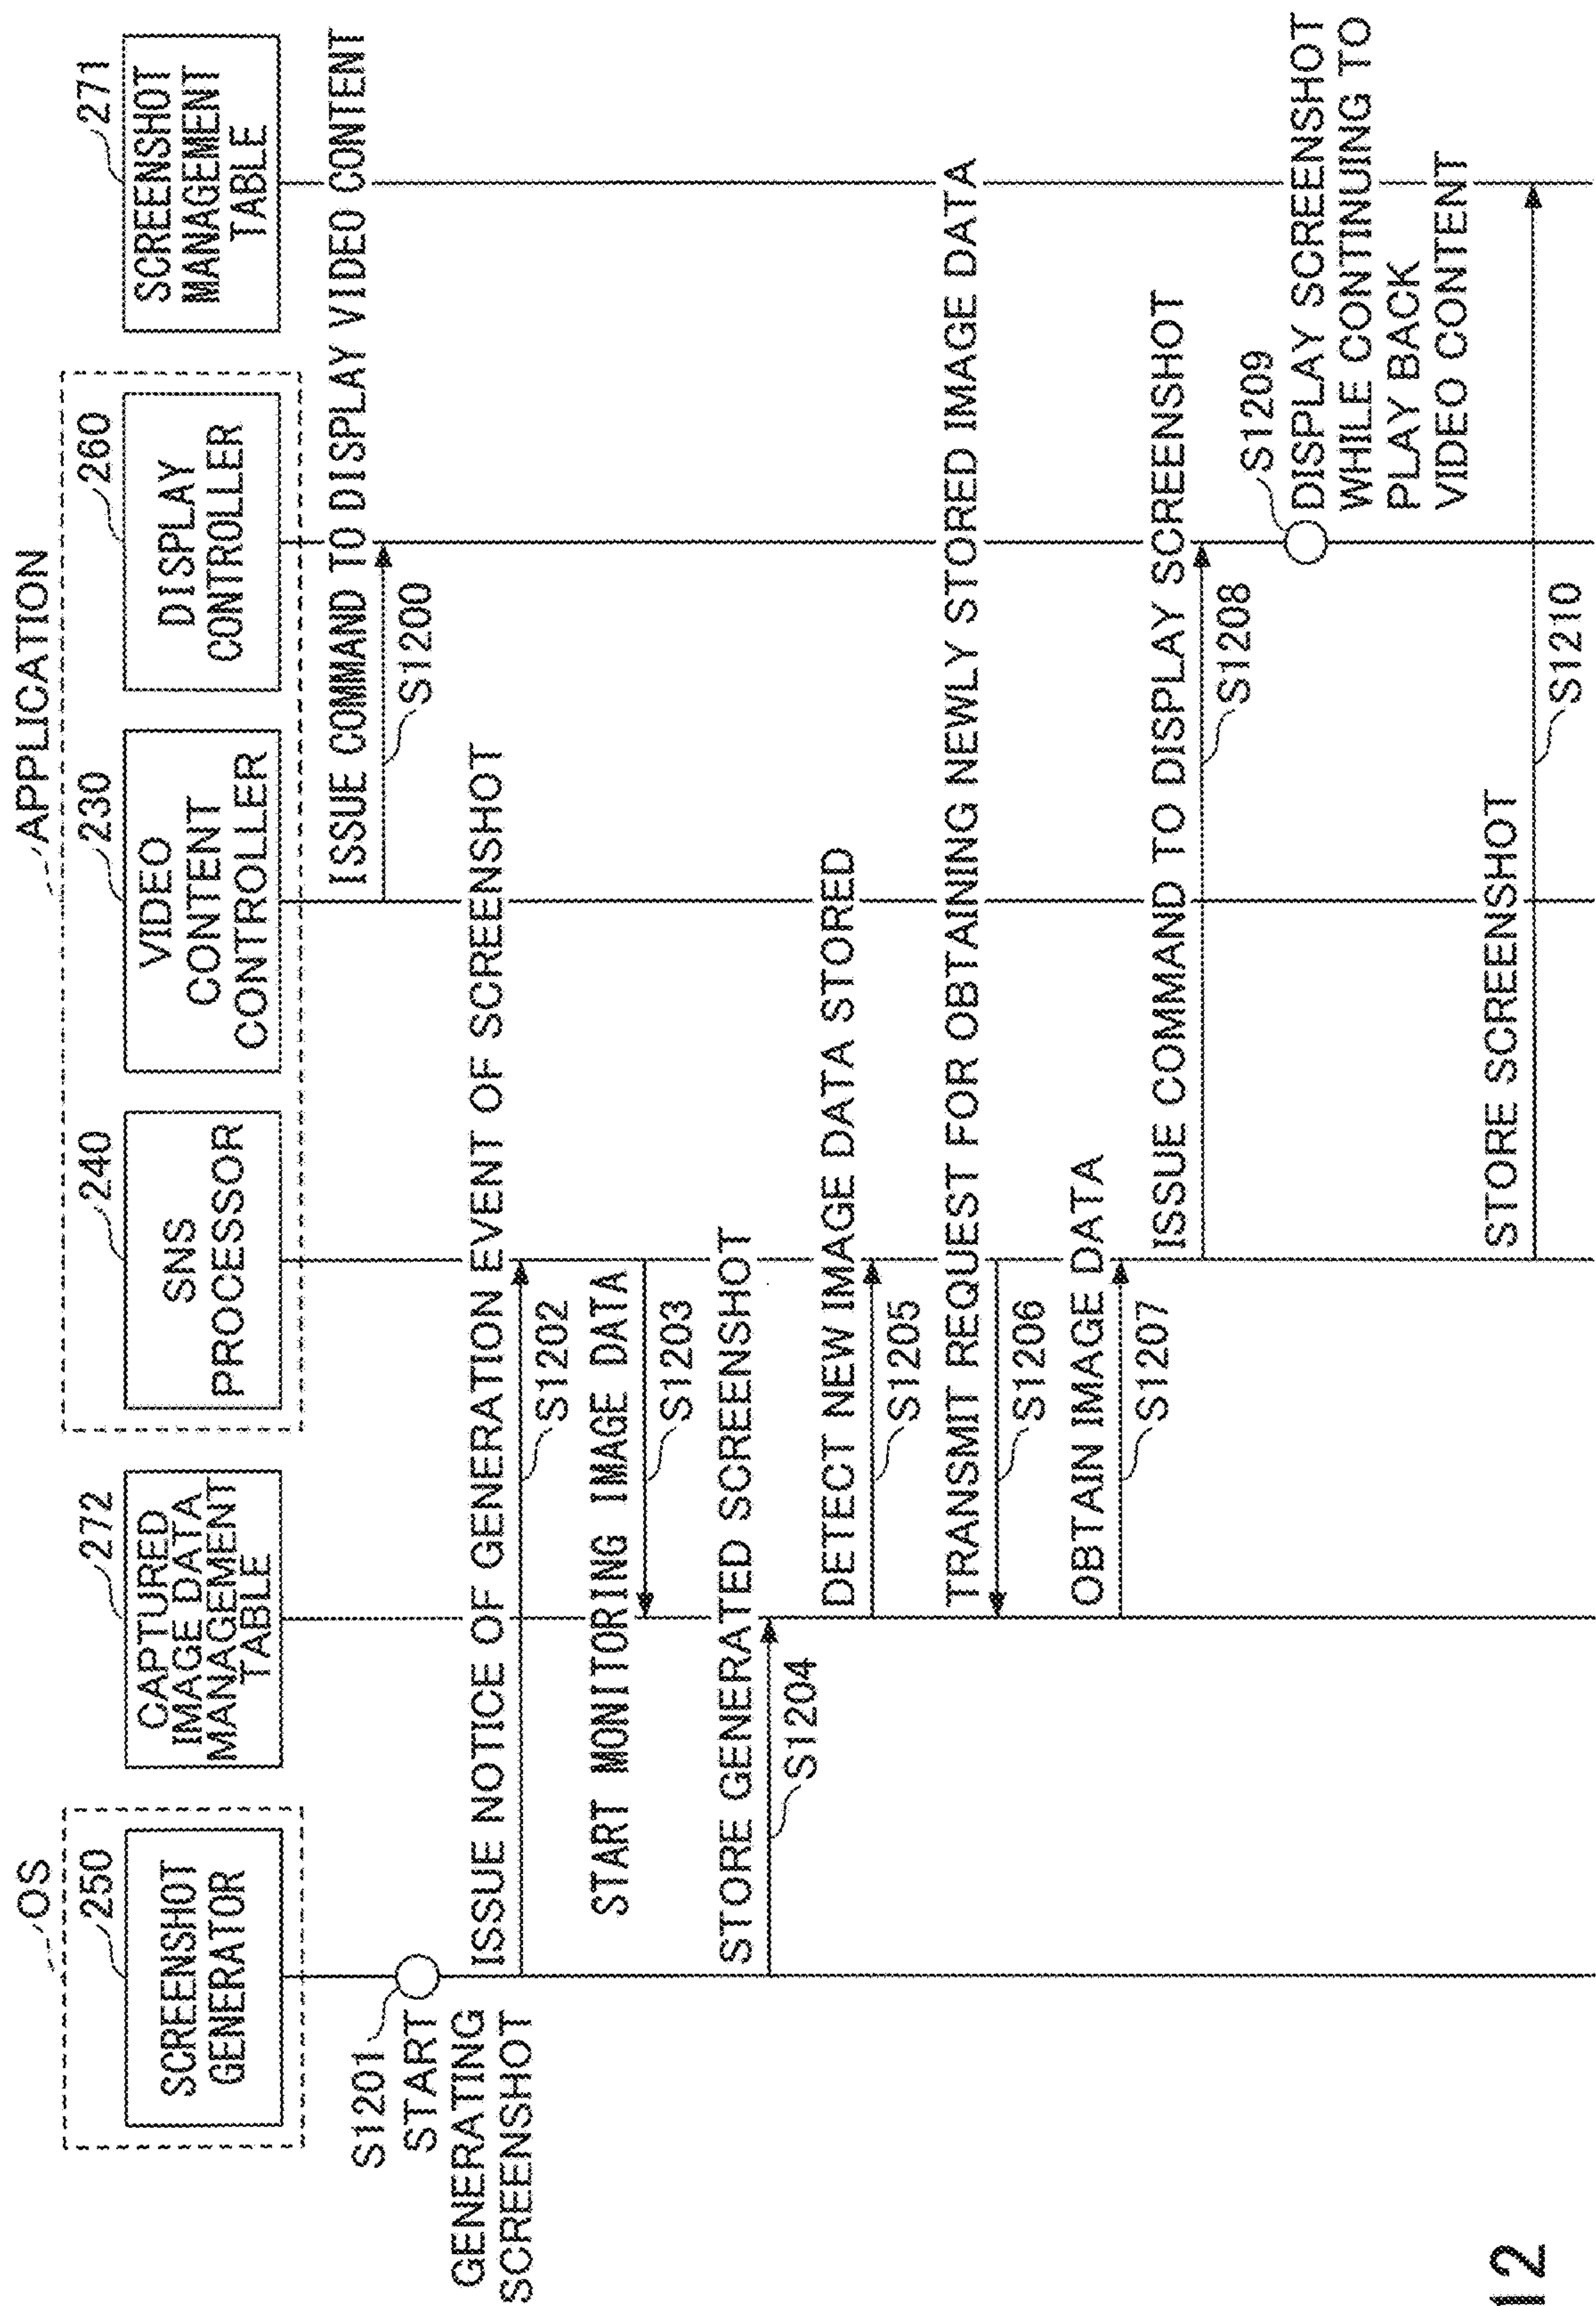 OS
APPLICATION
250
272
240
230
260
271
SCREENSHOT
GENERATOR
CAPTURED
IMAGE DATA
MANAGEMENT
TABLE
SNS
PROCESSOR
VIDEO
CONTENT
CONTROLLER
DISPLAY
CONTROLLER
SCREENSHOT
MANAGEMENT
TABLE
ISSUE COMMAND TO DISPLAY VIDEO CONTENT
S1200
S1201
START
GENERATING
SCREENSHOT
ISSUE NOTICE OF GENERATION EVENT OF SCREENSHOT
S1202
START MONITORING IMAGE DATA
S1203
STORE GENERATED SCREENSHOT
S1204
DETECT NEW IMAGE DATA STORED
S1205
TRANSMIT REQUEST FOR OBTAINING NEWLY STORED IMAGE DATA
S1206
OBTAIN IMAGE DATA
S1207
ISSUE COMMAND TO DISPLAY SCREENSHOT
S1208
S1209
DISPLAY SCREENSHOT
WHILE CONTINUING TO
PLAY BACK
VIDEO CONTENT
STORE SCREENSHOT
S1210
12